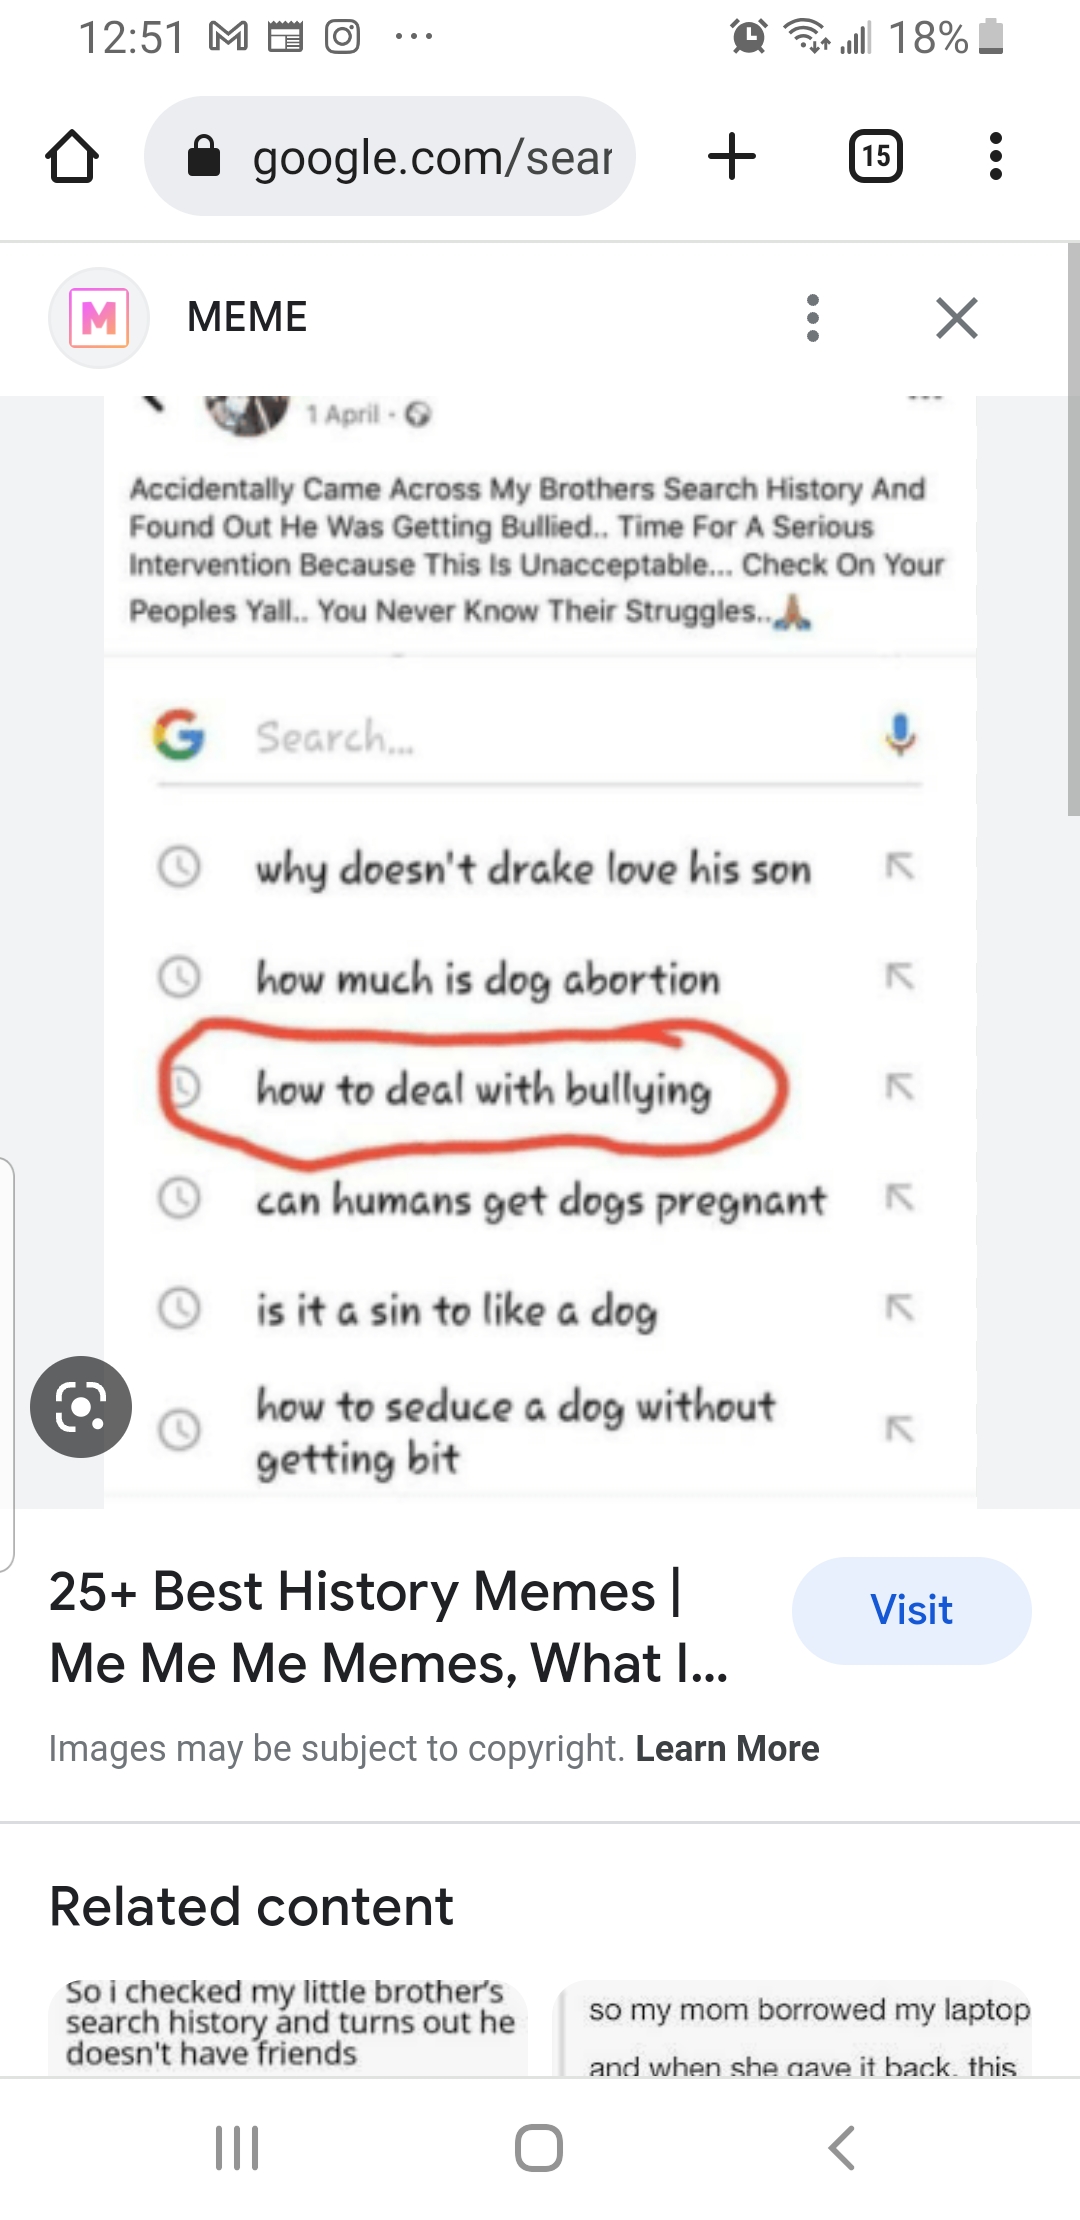 12:51
18%
google.com/sear
15
M
MEME
1 April
Accidentally Came Across My Brothers Search History And
Found Out He Was Getting Bullied.. Time For A Serious
Intervention Because This Is Unacceptable... Check On Your
Peoples Yall.. You Never Know Their Struggles..🙏🏽
G Search...
why doesn't drake love his son
how much is dog abortion
how to deal with bullying
can humans get dogs pregnant
is it a sin to like a dog
how to seduce a dog without
getting bit
25+ Best History Memes |
Me Me Me Memes, What I...
Visit
Images may be subject to copyright. Learn More
Related content
So i checked my little brother's
search history and turns out he
doesn't have friends
so my mom borrowed my laptop
and when she gave it back, this